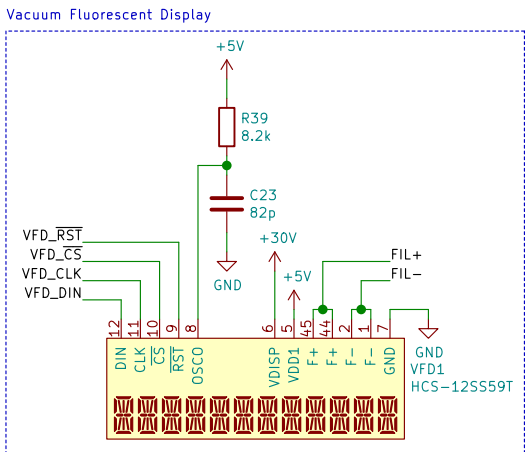 Vacuum Fluorescent Display
+5V
R39
8.2k
C23
82p
VFD_RST
+30V
VFD_CS
FIL+
VFD_CLK
+5V
FIL-
VFD_DIN
GND
12 11 10 9 8 6 5 45 44 2 1 7
DIN CLK CS RST OSCO VDISP VDD1 F+ F+ F- F- GND
GND
VFD1
HCS-12SS59T